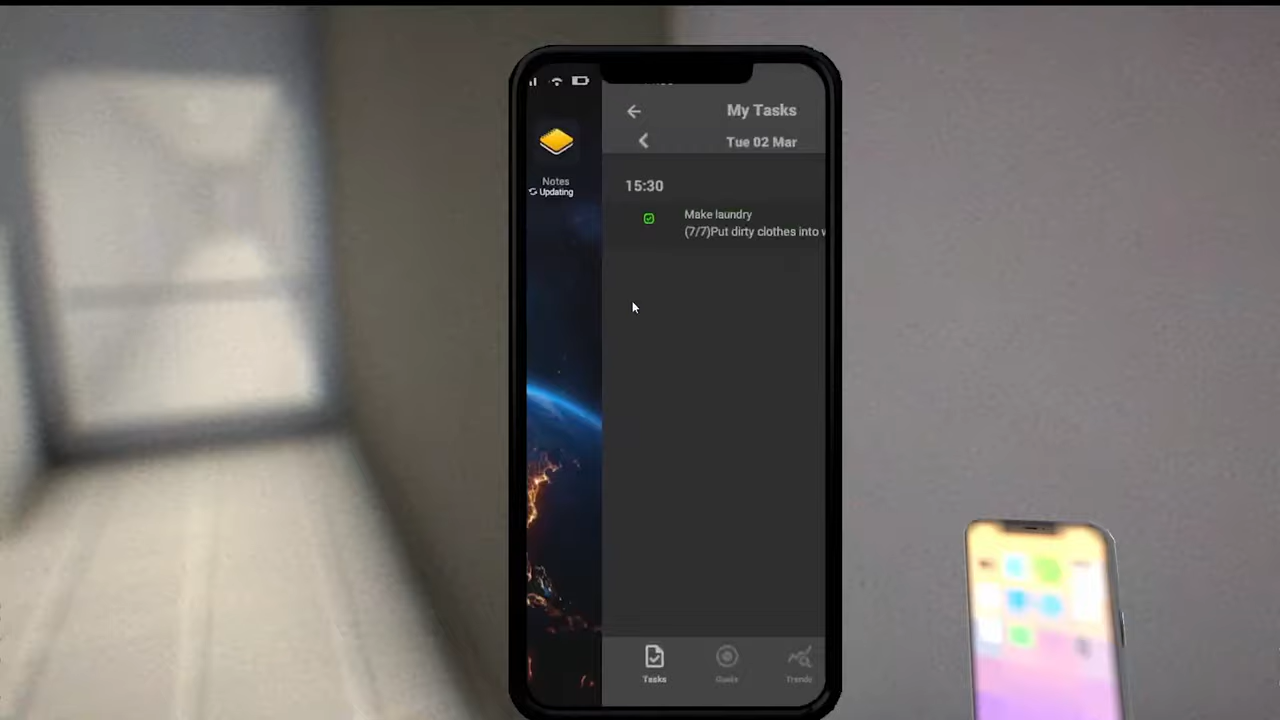 My Tasks
Tue 02 Mar
Notes
Updating
15:30
Make laundry
(7/7)Put dirty clothes into
Tasks
Goals
Trends